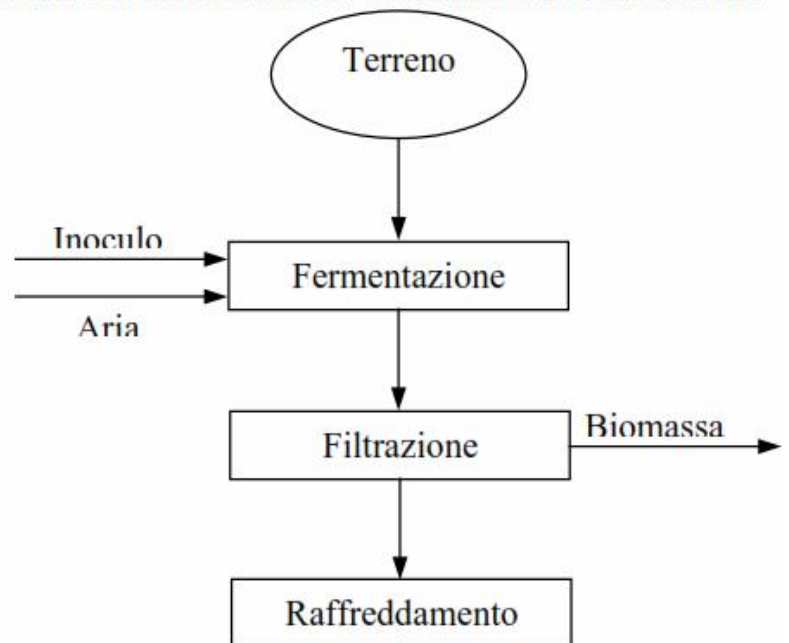 Terreno
Inoculo
Fermentazione
Aria
Filtrazione
Biomassa
Raffreddamento